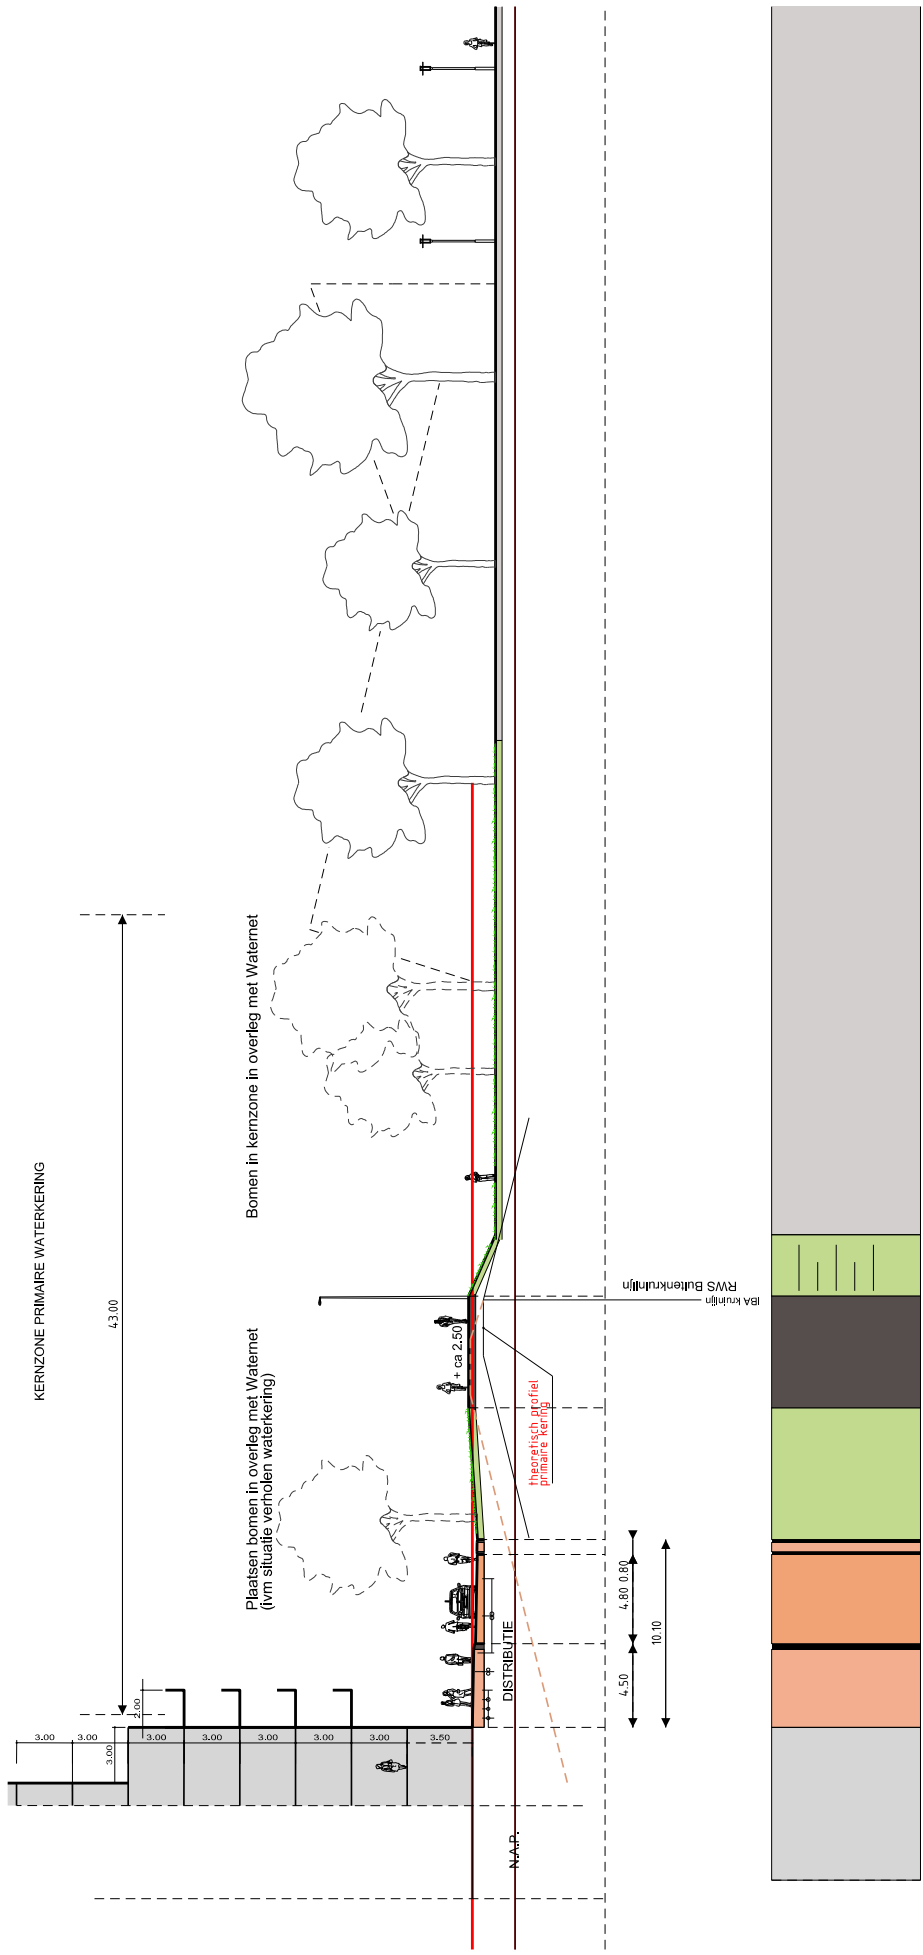 KERNZONE PRIMAIRE WATERKERING
43.00
Plaatsen bomen in overleg met Waternet
(ivm situatie verholen waterkering)
Bomen in kernzone in overleg met Waternet
+ ca 2.50
theoretisch profiel
primaire kering
RWS Buitenkruinlijn
IBA kruinlijn
DISTRIBUTIE
N.A.P.
3.00
3.00
3.00
2.00
3.00
3.00
3.00
3.00
3.00
3.50
4.50
4.80
0.80
10.10